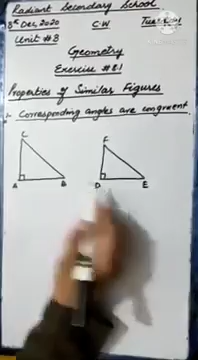 Radiant Secondary School
8th Dec, 2020 C.W Tuesday
Unit #8
Geometry
Exercise #8.1
Properties of Similar Figures
1- Corresponding angles are congruent
C F
A B D E